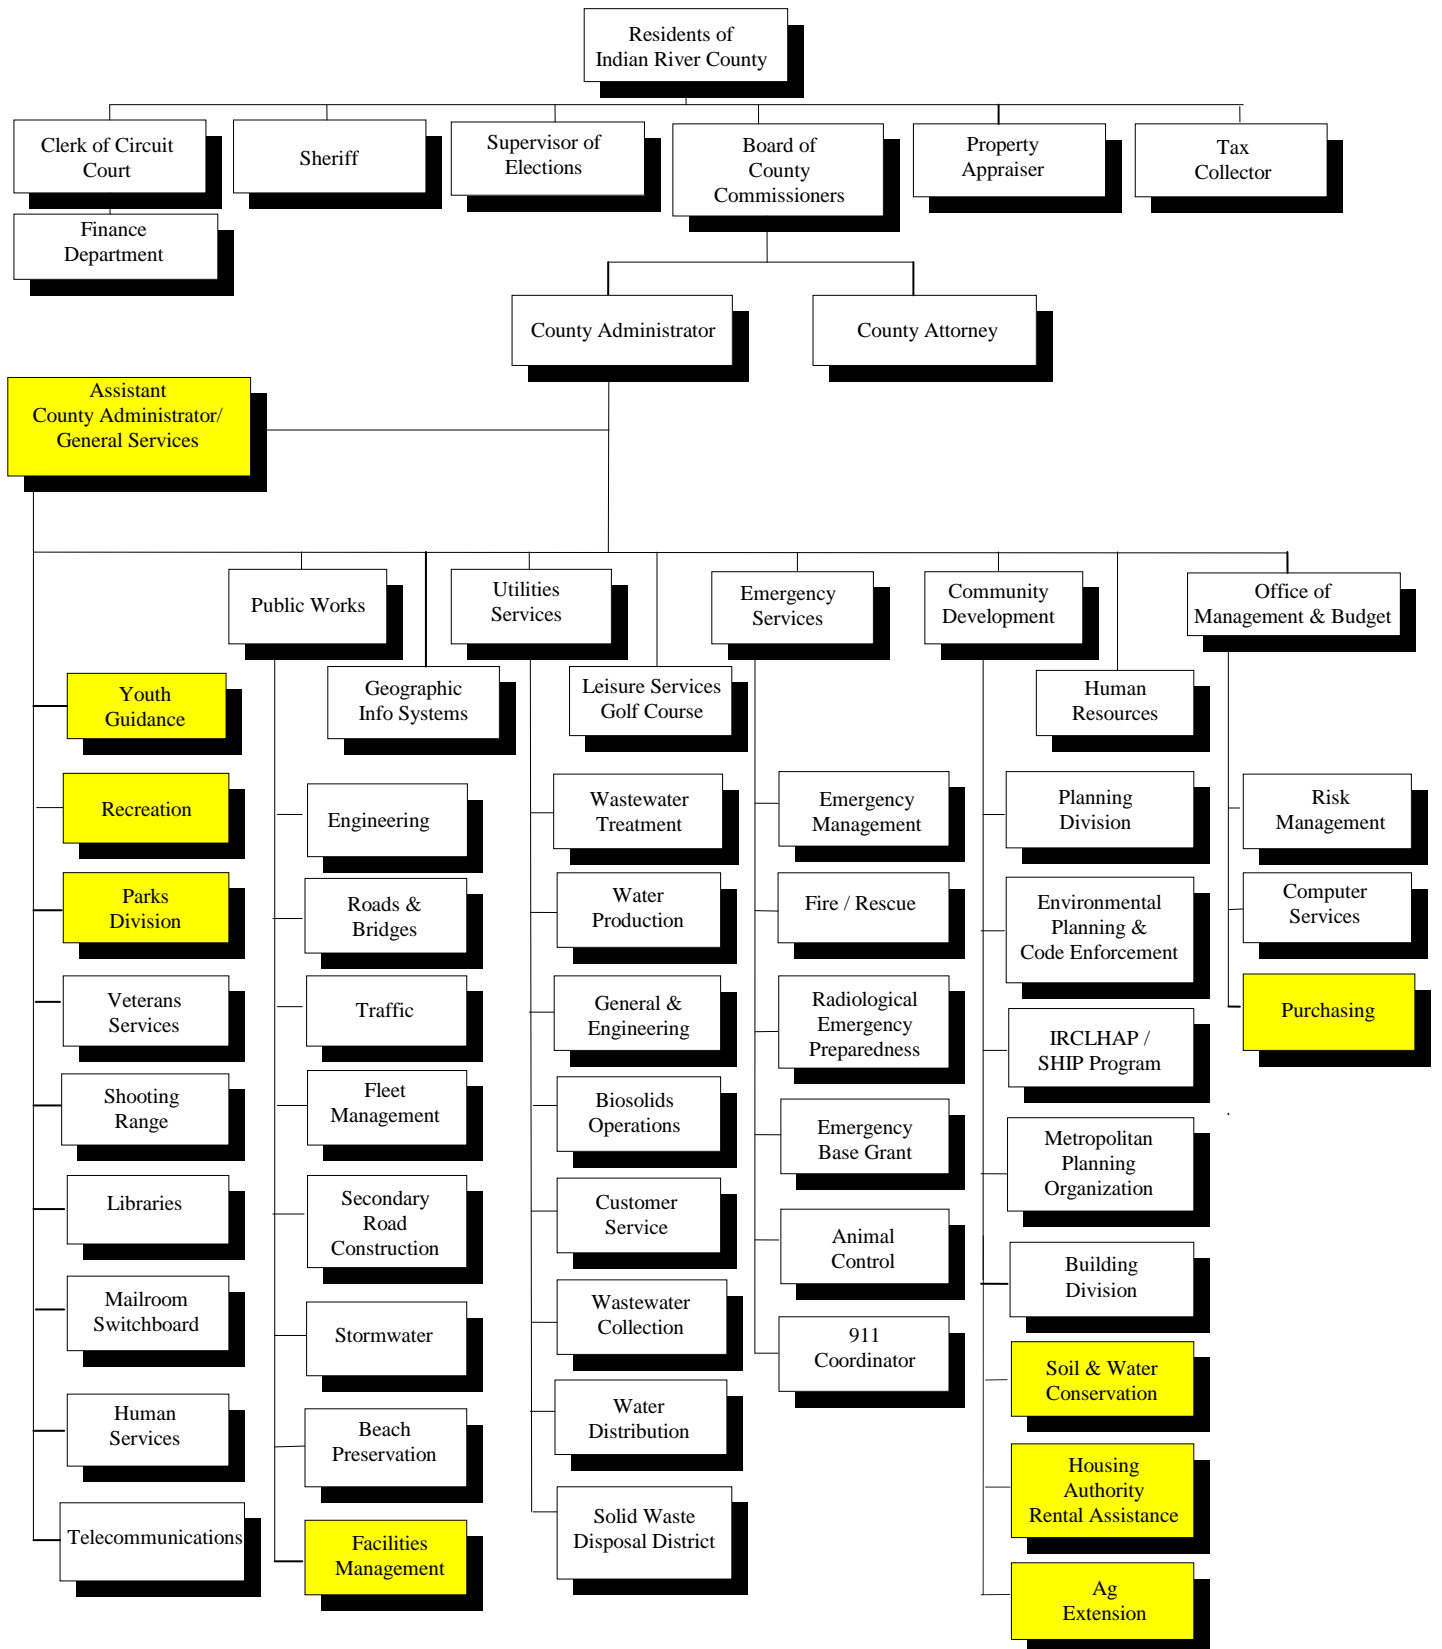 Residents of
Indian River County
Clerk of Circuit
Court
Sheriff
Supervisor of
Elections
Board of
County
Commissioners
Property
Appraiser
Tax
Collector
Finance
Department
County Administrator
County Attorney
Assistant
County Administrator/
General Services
Public Works
Utilities
Services
Emergency
Services
Community
Development
Office of
Management & Budget
Geographic
Info Systems
Leisure Services
Golf Course
Human
Resources
Youth
Guidance
Recreation
Parks
Division
Veterans
Services
Shooting
Range
Libraries
Mailroom
Switchboard
Human
Services
Telecommunications
Engineering
Roads &
Bridges
Traffic
Fleet
Management
Secondary
Road
Construction
Stormwater
Beach
Preservation
Facilities
Management
Wastewater
Treatment
Water
Production
General &
Engineering
Biosolids
Operations
Customer
Service
Wastewater
Collection
Water
Distribution
Solid Waste
Disposal District
Emergency
Management
Fire / Rescue
Radiological
Emergency
Preparedness
Emergency
Base Grant
Animal
Control
911
Coordinator
Planning
Division
Environmental
Planning &
Code Enforcement
IRCLHAP /
SHIP Program
Metropolitan
Planning
Organization
Building
Division
Soil & Water
Conservation
Housing
Authority
Rental Assistance
Ag
Extension
Risk
Management
Computer
Services
Purchasing